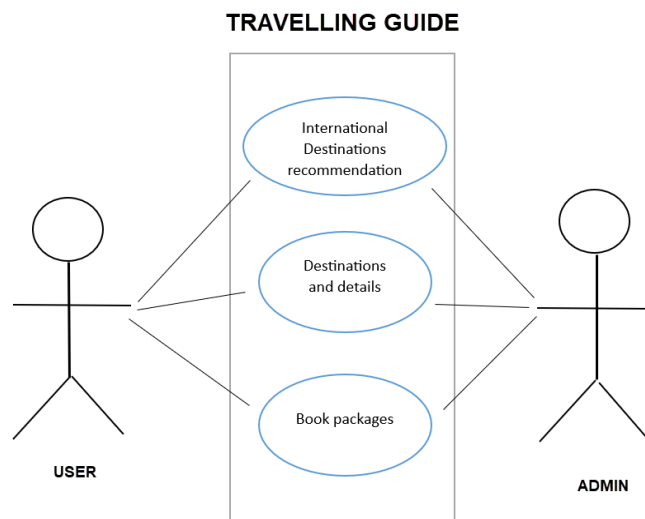 TRAVELLING GUIDE
International
Destinations
recommendation
Destinations
and details
Book packages
USER
ADMIN